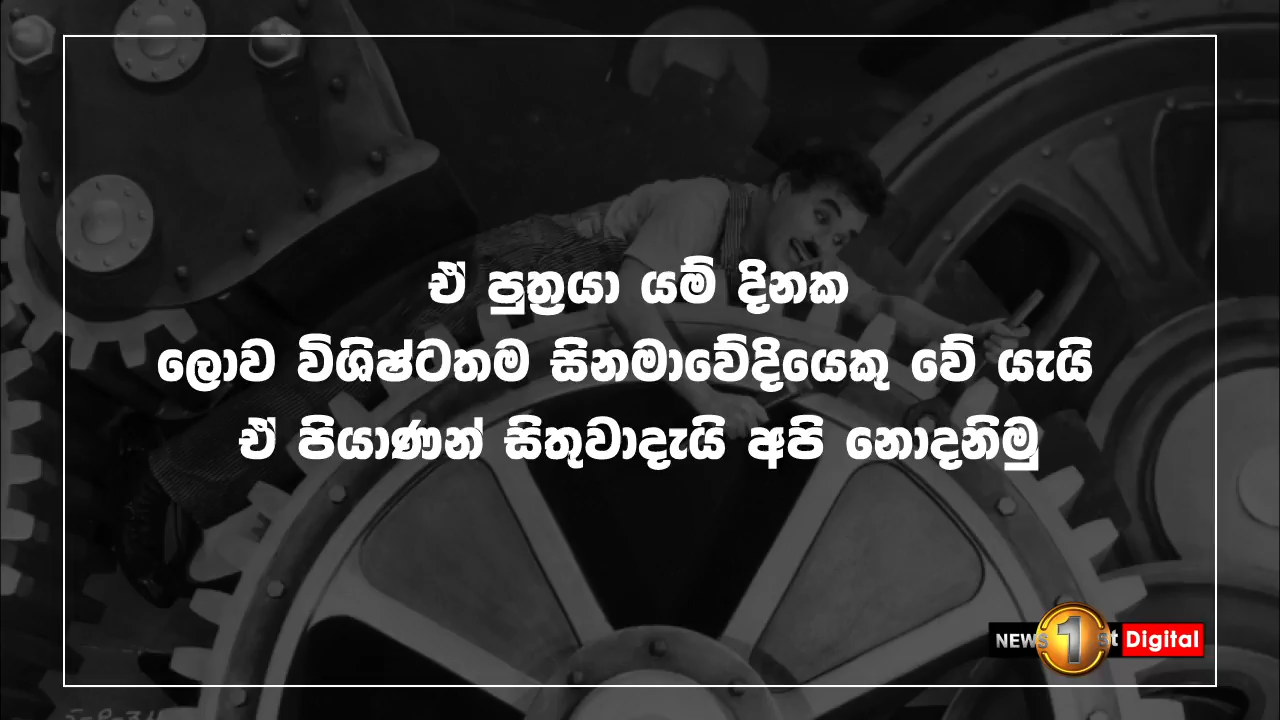 ඒ පුත්‍රයා යම් දිනක
ලොව විශිෂ්ටතම සිනමාවේදියෙකු වේ යැයි
ඒ පියාණන් සිතුවාදැයි අපි නොදනිමු
NEWS 1st Digital